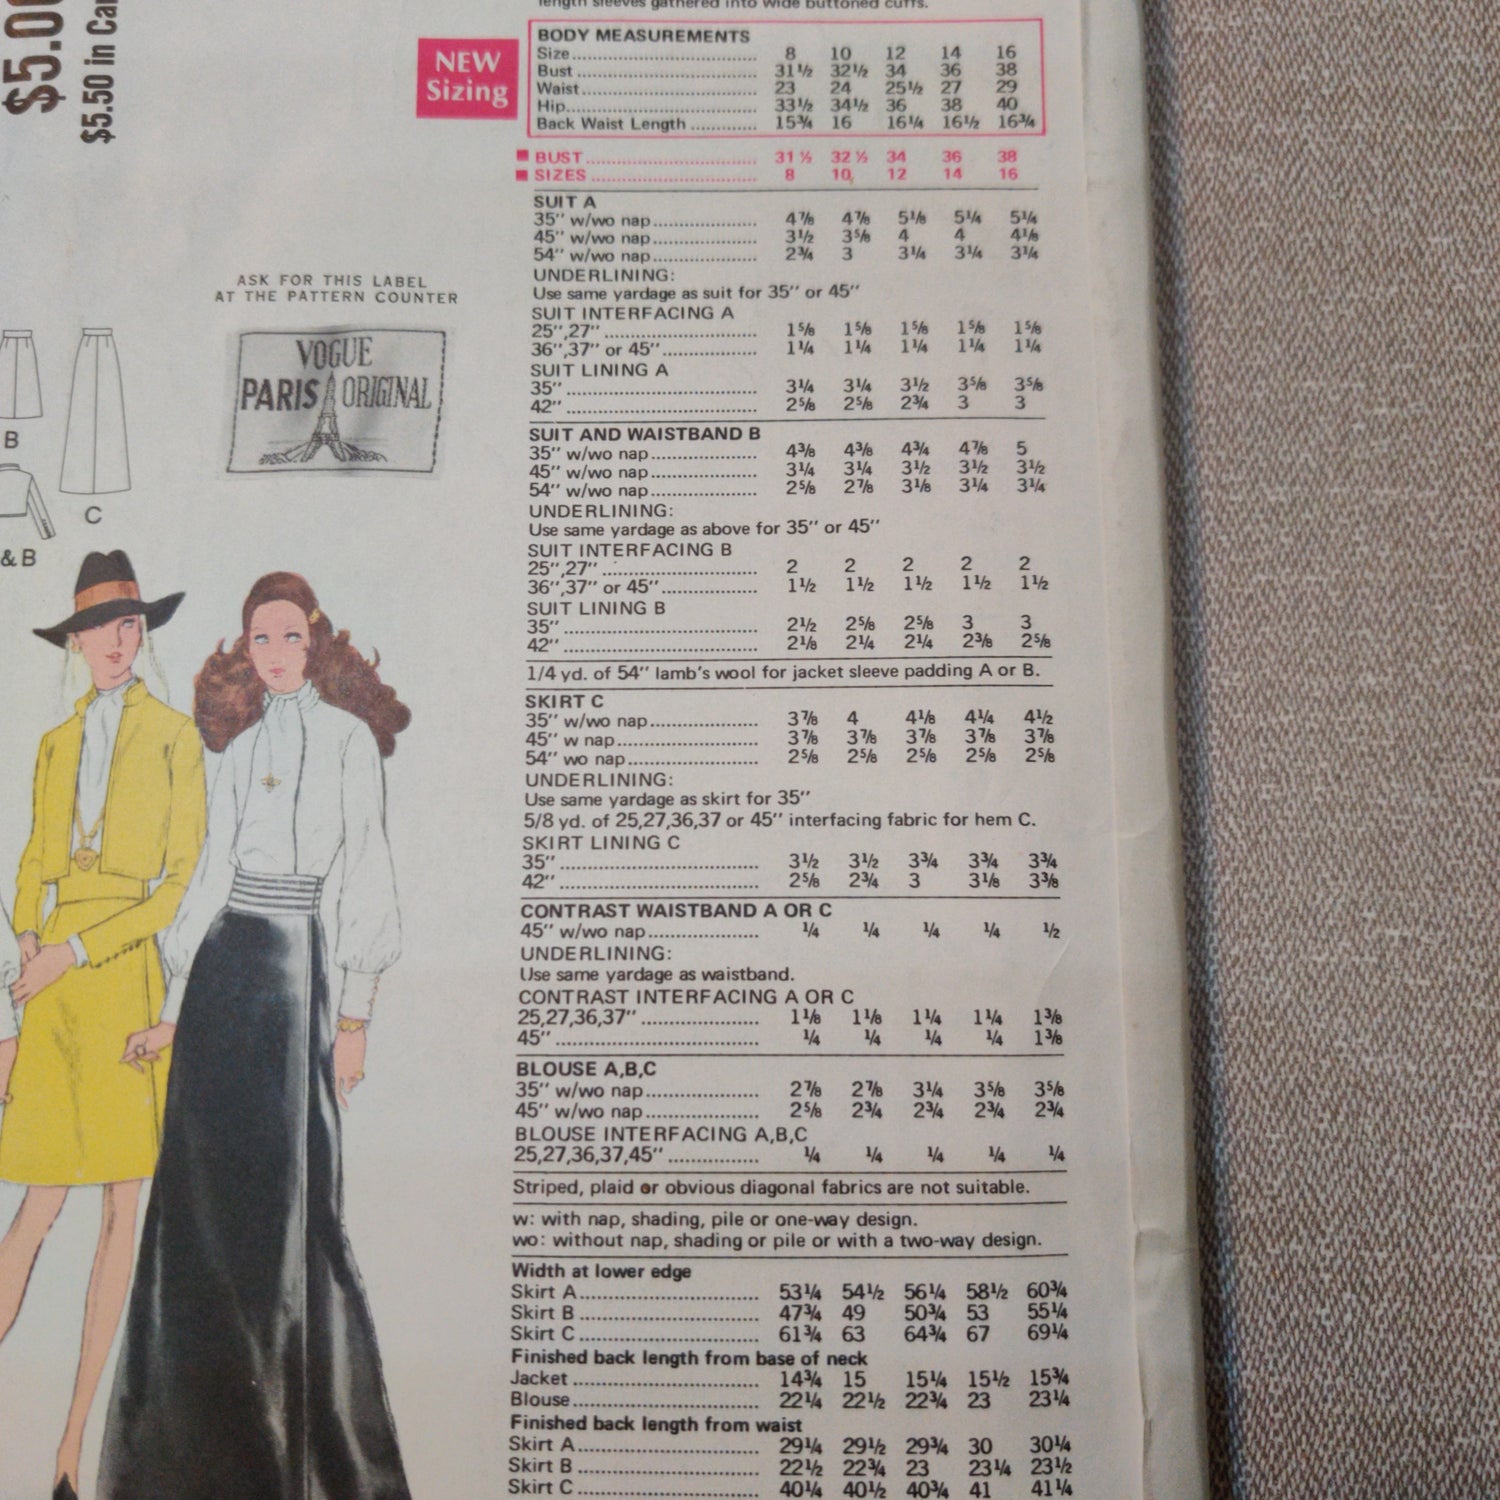 $5.00
$5.50 in Ca
length sleeves gathered into wide buttoned cuffs.
NEW
Sizing
BODY MEASUREMENTS
Size 8 10 12 14 16
Bust 31½ 32½ 34 36 38
Waist 23 24 25½ 27 29
Hip 33½ 34½ 36 38 40
Back Waist Length 15¾ 16 16¼ 16½ 16¾
BUST 31 ½ 32 ½ 34 36 38
SIZES 8 10, 12 14 16
SUIT A
35" w/wo nap 4⅞ 4⅞ 5⅛ 5¼ 5¼
45" w/wo nap 3½ 3⅝ 4 4 4⅛
54" w/wo nap 2¾ 3 3¼ 3¼ 3¼
UNDERLINING:
Use same yardage as suit for 35" or 45"
SUIT INTERFACING A
25",27" 1⅝ 1⅝ 1⅝ 1⅝ 1⅝
36",37" or 45" 1¼ 1¼ 1¼ 1¼ 1¼
SUIT LINING A
35" 3¼ 3¼ 3½ 3⅝ 3⅝
42" 2⅝ 2⅝ 2¾ 3 3
SUIT AND WAISTBAND B
35" w/wo nap 4⅜ 4⅜ 4¾ 4⅞ 5
45" w/wo nap 3¼ 3¼ 3½ 3½ 3½
54" w/wo nap 2⅝ 2⅞ 3⅛ 3¼ 3¼
UNDERLINING:
Use same yardage as above for 35" or 45"
SUIT INTERFACING B
25",27" 2 2 2 2 2
36",37" or 45" 1½ 1½ 1½ 1½ 1½
SUIT LINING B
35" 2½ 2⅝ 2⅝ 3 3
42" 2⅛ 2¼ 2¼ 2⅜ 2⅝
1/4 yd. of 54" lamb's wool for jacket sleeve padding A or B.
SKIRT C
35" w/wo nap 3⅞ 4 4⅛ 4¼ 4½
45" w nap 3⅞ 3⅞ 3⅞ 3⅞ 3⅞
54" wo nap 2⅝ 2⅝ 2⅝ 2⅝ 2⅝
UNDERLINING:
Use same yardage as skirt for 35"
5/8 yd. of 25,27,36,37 or 45" interfacing fabric for hem C.
SKIRT LINING C
35" 3½ 3½ 3¾ 3¾ 3¾
42" 2⅝ 2¾ 3 3⅛ 3⅜
CONTRAST WAISTBAND A OR C
45" w/wo nap ¼ ¼ ¼ ¼ ½
UNDERLINING:
Use same yardage as waistband.
CONTRAST INTERFACING A OR C
25,27,36,37" 1⅛ 1⅛ 1¼ 1¼ 1⅜
45" ¼ ¼ ¼ ¼ 1⅜
BLOUSE A,B,C
35" w/wo nap 2⅞ 2⅞ 3¼ 3⅝ 3⅝
45" w/wo nap 2⅝ 2¾ 2¾ 2¾ 2¾
BLOUSE INTERFACING A,B,C
25,27,36,37,45" ¼ ¼ ¼ ¼ ¼
Striped, plaid or obvious diagonal fabrics are not suitable.
w: with nap, shading, pile or one-way design.
wo: without nap, shading or pile or with a two-way design.
Width at lower edge
Skirt A 53¼ 54½ 56¼ 58½ 60¾
Skirt B 47¾ 49 50¾ 53 55¼
Skirt C 61¾ 63 64¾ 67 69¼
Finished back length from base of neck
Jacket 14¾ 15 15¼ 15½ 15¾
Blouse 22¼ 22½ 22¾ 23 23¼
Finished back length from waist
Skirt A 29¼ 29½ 29¾ 30 30¼
Skirt B 22½ 22¾ 23 23¼ 23½
Skirt C 40¼ 40½ 40¾ 41 41¼
ASK FOR THIS LABEL
AT THE PATTERN COUNTER
VOGUE
PARIS ORIGINAL
B
C
& B